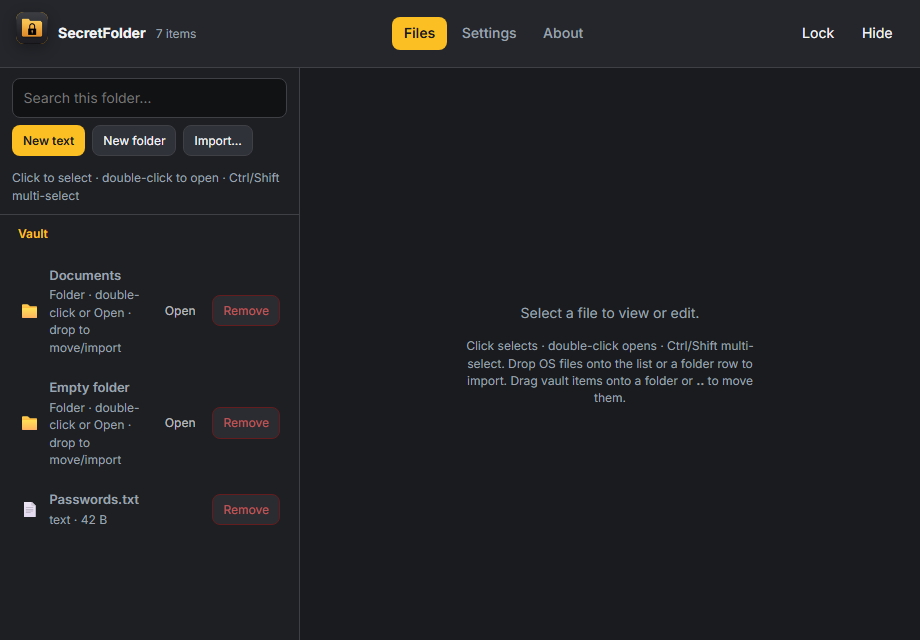 SecretFolder 7 items
Files Settings About
Lock Hide
Search this folder...
New text New folder Import...
Click to select · double-click to open · Ctrl/Shift
multi-select
Vault
Documents
Folder · double-
click or Open ·
drop to
move/import
Open Remove
Empty folder
Folder · double-
click or Open ·
drop to
move/import
Open Remove
Passwords.txt
text · 42 B
Remove
Select a file to view or edit.
Click selects · double-click opens · Ctrl/Shift multi-
select. Drop OS files onto the list or a folder row to
import. Drag vault items onto a folder or .. to move
them.